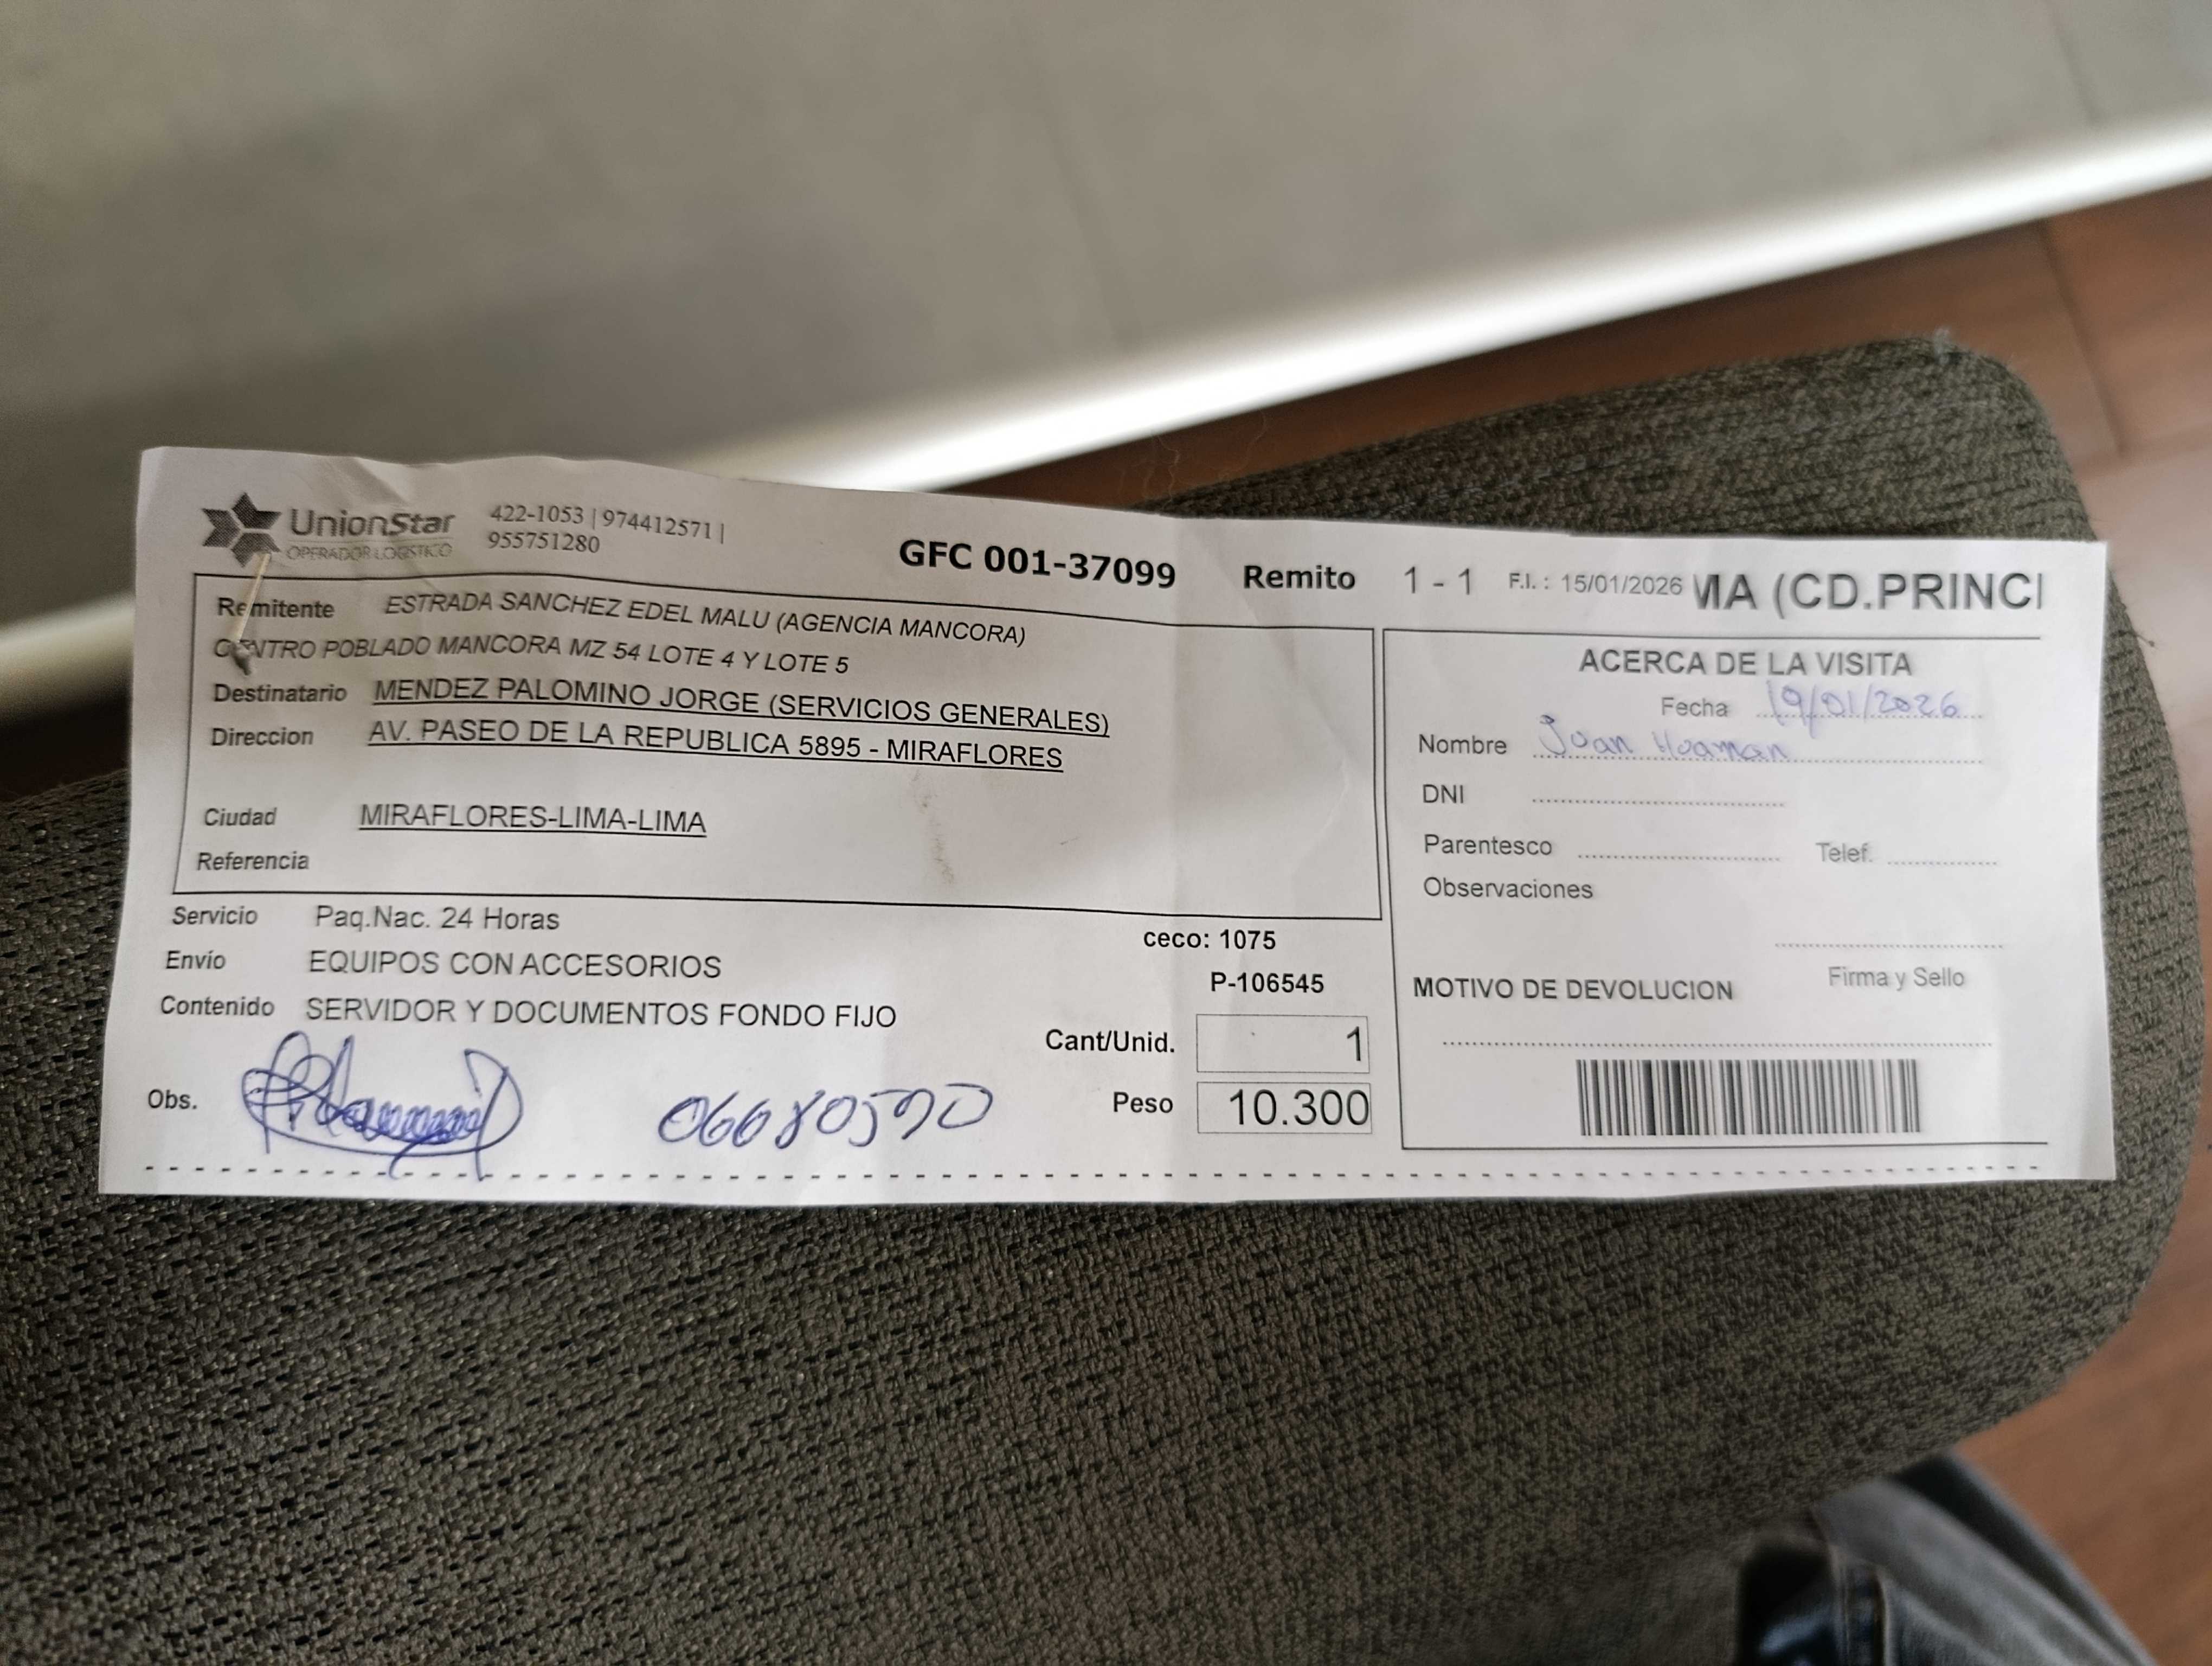 UnionStar
OPERADOR LOGISTICO
422-1053 | 974412571 |
955751280
GFC 001-37099 Remito 1 - 1 F.I. : 15/01/2026 MA (CD.PRINCI
Remitente ESTRADA SANCHEZ EDEL MALU (AGENCIA MANCORA)
CENTRO POBLADO MANCORA MZ 54 LOTE 4 Y LOTE 5
Destinatario MENDEZ PALOMINO JORGE (SERVICIOS GENERALES)
Direccion AV. PASEO DE LA REPUBLICA 5895 - MIRAFLORES
Ciudad MIRAFLORES-LIMA-LIMA
Referencia
Servicio Paq.Nac. 24 Horas
Envío EQUIPOS CON ACCESORIOS
Contenido SERVIDOR Y DOCUMENTOS FONDO FIJO
ceco: 1075
P-106545
Cant/Unid. 1
Peso 10.300
Obs. 06680590
ACERCA DE LA VISITA
Fecha 19/01/2026
Nombre Juan Huaman
DNI
Parentesco Telef.
Observaciones
Firma y Sello
MOTIVO DE DEVOLUCION